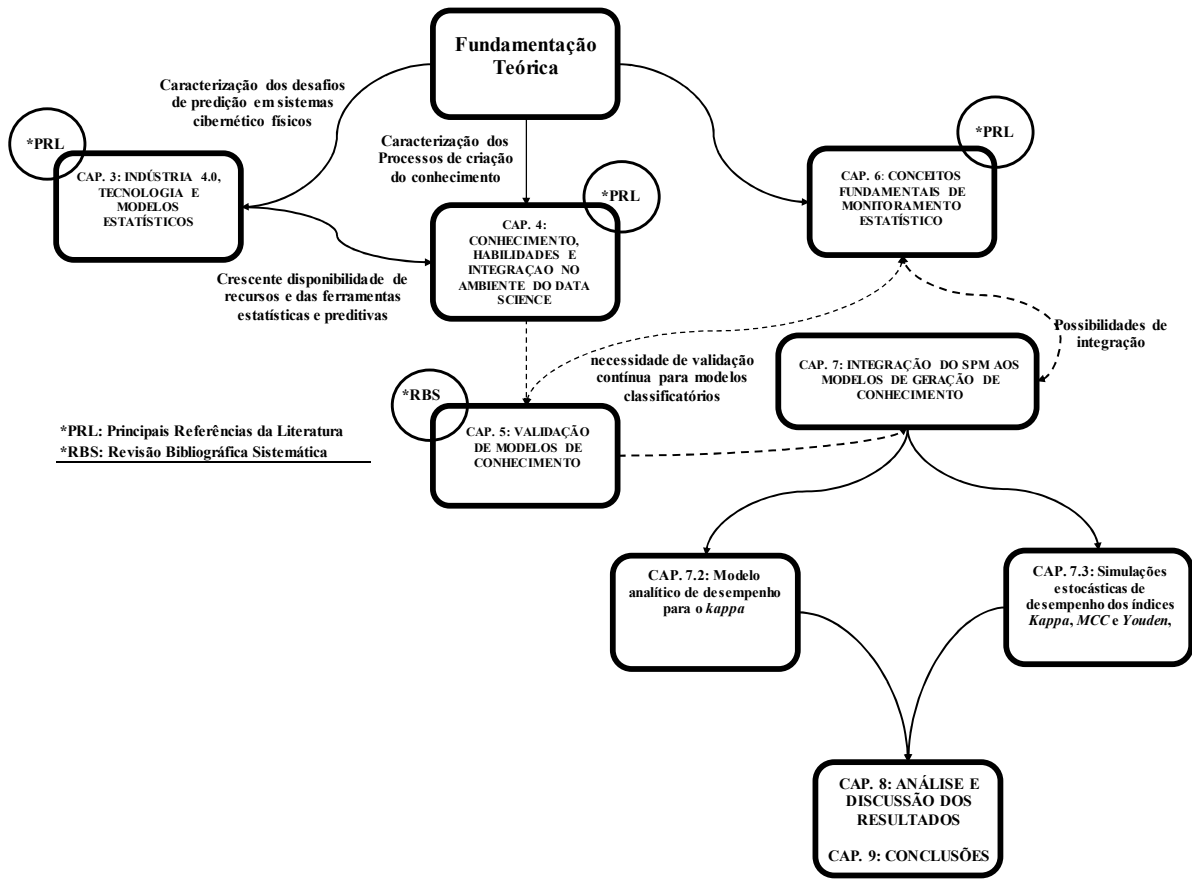 Fundamentação
Teórica
Caracterização dos desafios
de predição em sistemas
cibernético físicos
*PRL
CAP. 3: INDÚSTRIA 4.0,
TECNOLOGIA E
MODELOS
ESTATÍSTICOS
Caracterização dos
Processos de criação
do conhecimento
*PRL
CAP. 4:
CONHECIMENTO,
HABILIDADES E
INTEGRAÇAO NO
AMBIENTE DO DATA
SCIENCE
*PRL
CAP. 6: CONCEITOS
FUNDAMENTAIS DE
MONITORAMENTO
ESTATÍSTICO
Crescente disponibilidade de
recursos e das ferramentas
estatísticas e preditivas
necessidade de validação
contínua para modelos
classificatórios
Possibilidades de
integração
CAP. 7: INTEGRAÇÃO DO SPM AOS
MODELOS DE GERAÇÃO DE
CONHECIMENTO
*RBS
CAP. 5: VALIDAÇÃO
DE MODELOS DE
CONHECIMENTO
*PRL: Principais Referências da Literatura
*RBS: Revisão Bibliográfica Sistemática
CAP. 7.2: Modelo
analítico de desempenho
para o kappa
CAP. 7.3: Simulações
estocásticas de
desempenho dos índices
Kappa, MCC e Youden,
CAP. 8: ANÁLISE E
DISCUSSÃO DOS
RESULTADOS
CAP. 9: CONCLUSÕES